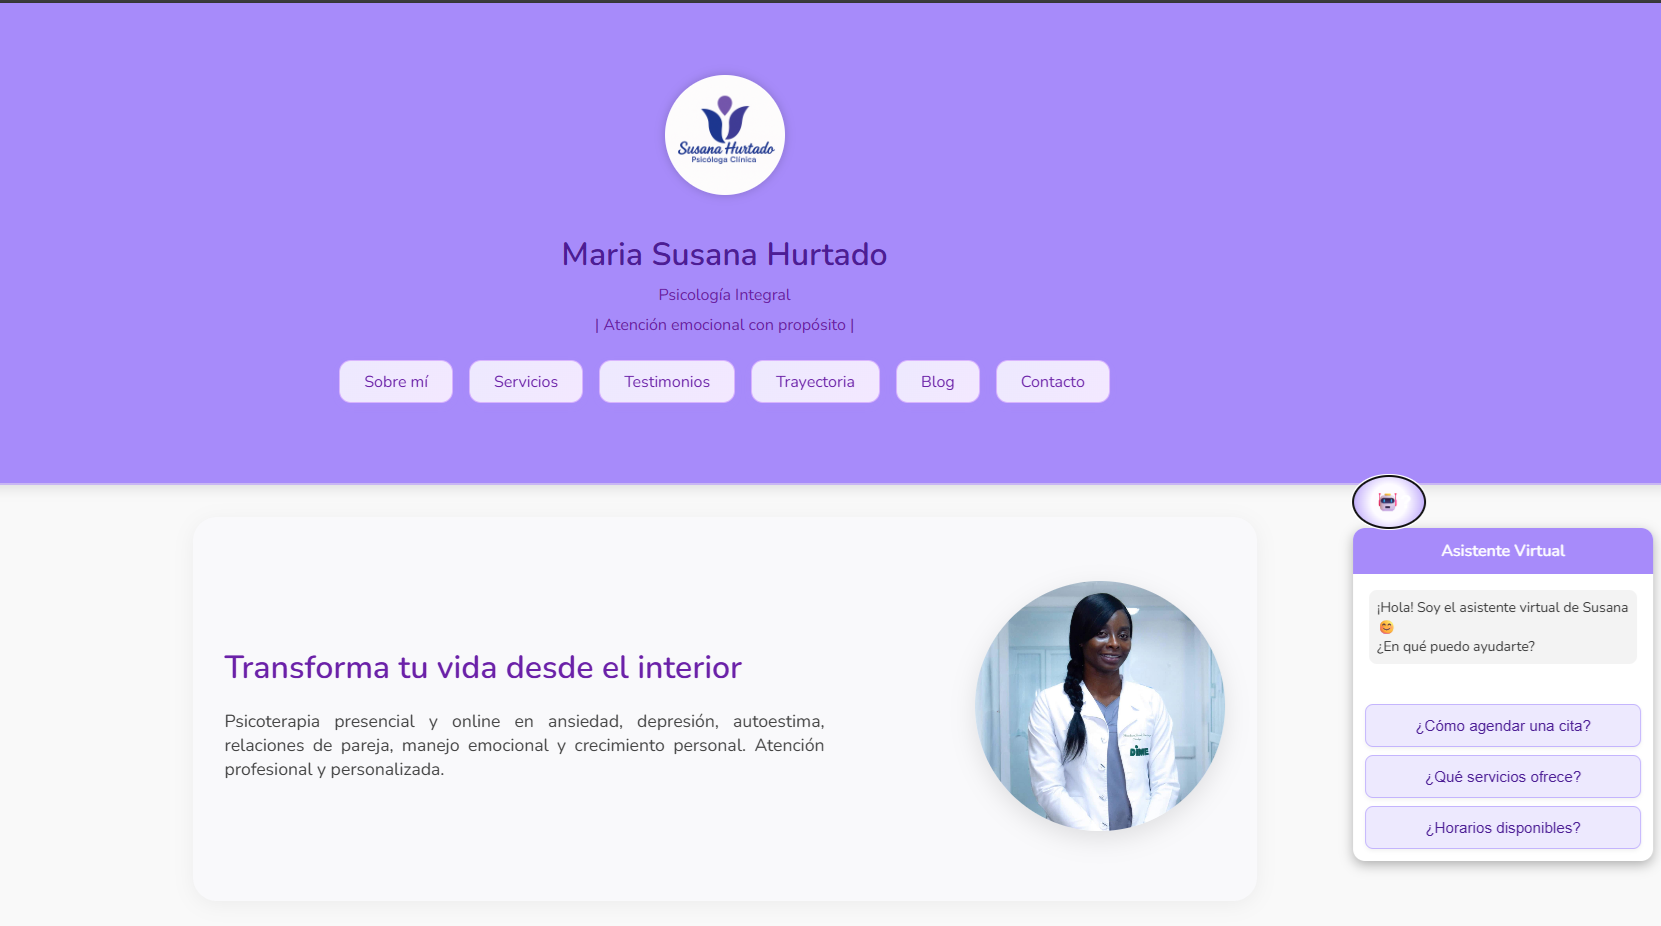 Susana Hurtado
Psicóloga Clínica
Maria Susana Hurtado
Psicología Integral
| Atención emocional con propósito |
Sobre mí
Servicios
Testimonios
Trayectoria
Blog
Contacto
Transforma tu vida desde el interior
Psicoterapia presencial y online en ansiedad, depresión, autoestima,
relaciones de pareja, manejo emocional y crecimiento personal. Atención
profesional y personalizada.
DIME
Asistente Virtual
¡Hola! Soy el asistente virtual de Susana
😊
¿En qué puedo ayudarte?
¿Cómo agendar una cita?
¿Qué servicios ofrece?
¿Horarios disponibles?